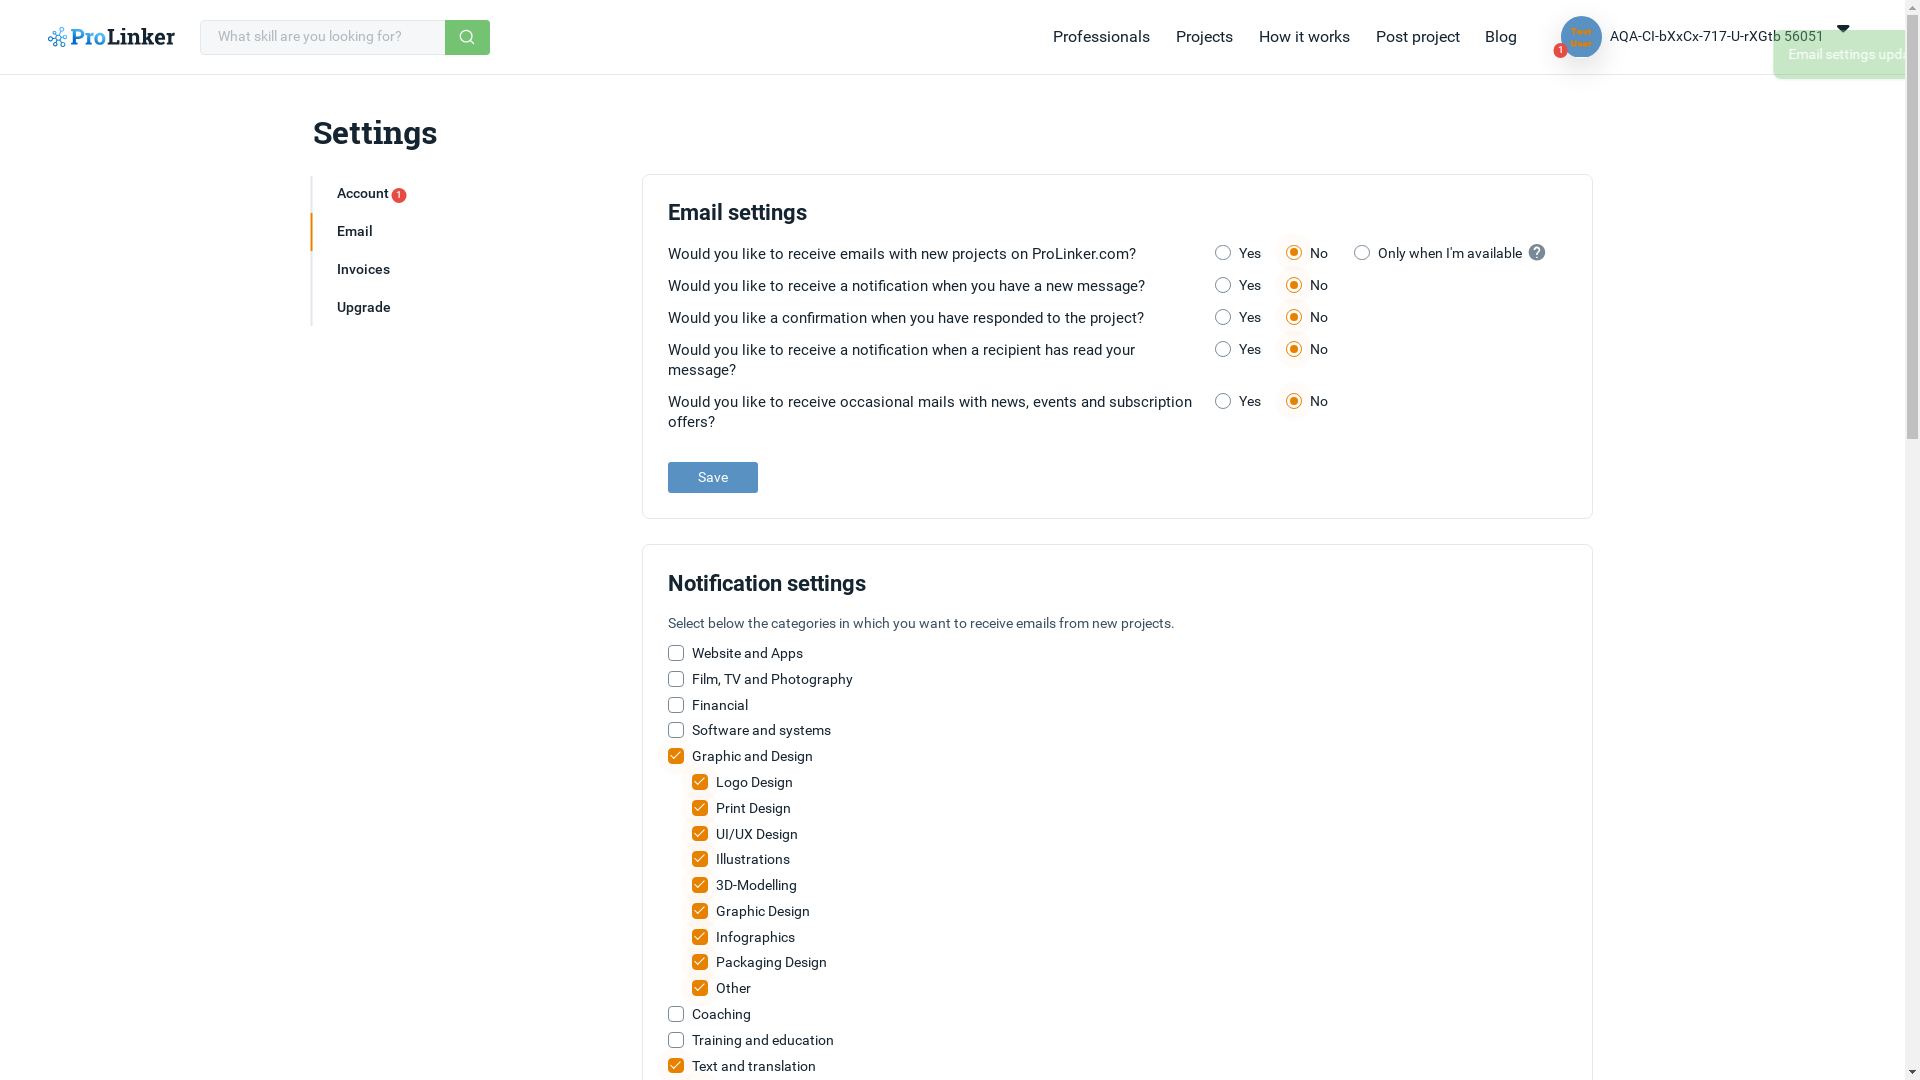 ProLinker
What skill are you looking for?
Professionals
Projects
How it works
Post project
Blog
Test
User
1
AQA-CI-bXxCx-717-U-rXGtb 56051
Email settings upda
Settings
Account 1
Email
Invoices
Upgrade
Email settings
Would you like to receive emails with new projects on ProLinker.com? Yes No Only when I'm available ?
Would you like to receive a notification when you have a new message? Yes No
Would you like a confirmation when you have responded to the project? Yes No
Would you like to receive a notification when a recipient has read your Yes No
message?
Would you like to receive occasional mails with news, events and subscription Yes No
offers?
Save
Notification settings
Select below the categories in which you want to receive emails from new projects.
Website and Apps
Film, TV and Photography
Financial
Software and systems
Graphic and Design
Logo Design
Print Design
UI/UX Design
Illustrations
3D-Modelling
Graphic Design
Infographics
Packaging Design
Other
Coaching
Training and education
Text and translation